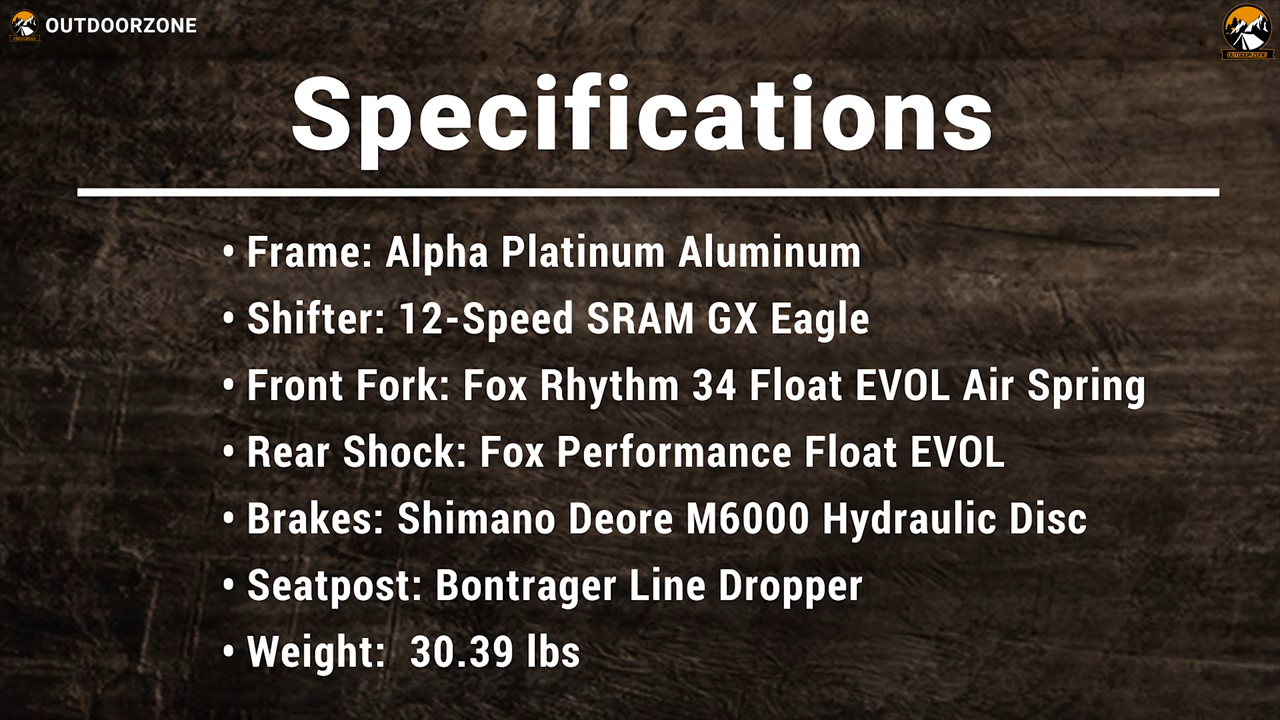 OUTDOORZONE
OUTDOORZONE
Specifications
• Frame: Alpha Platinum Aluminum
• Shifter: 12-Speed SRAM GX Eagle
• Front Fork: Fox Rhythm 34 Float EVOL Air Spring
• Rear Shock: Fox Performance Float EVOL
• Brakes: Shimano Deore M6000 Hydraulic Disc
• Seatpost: Bontrager Line Dropper
• Weight:  30.39 lbs